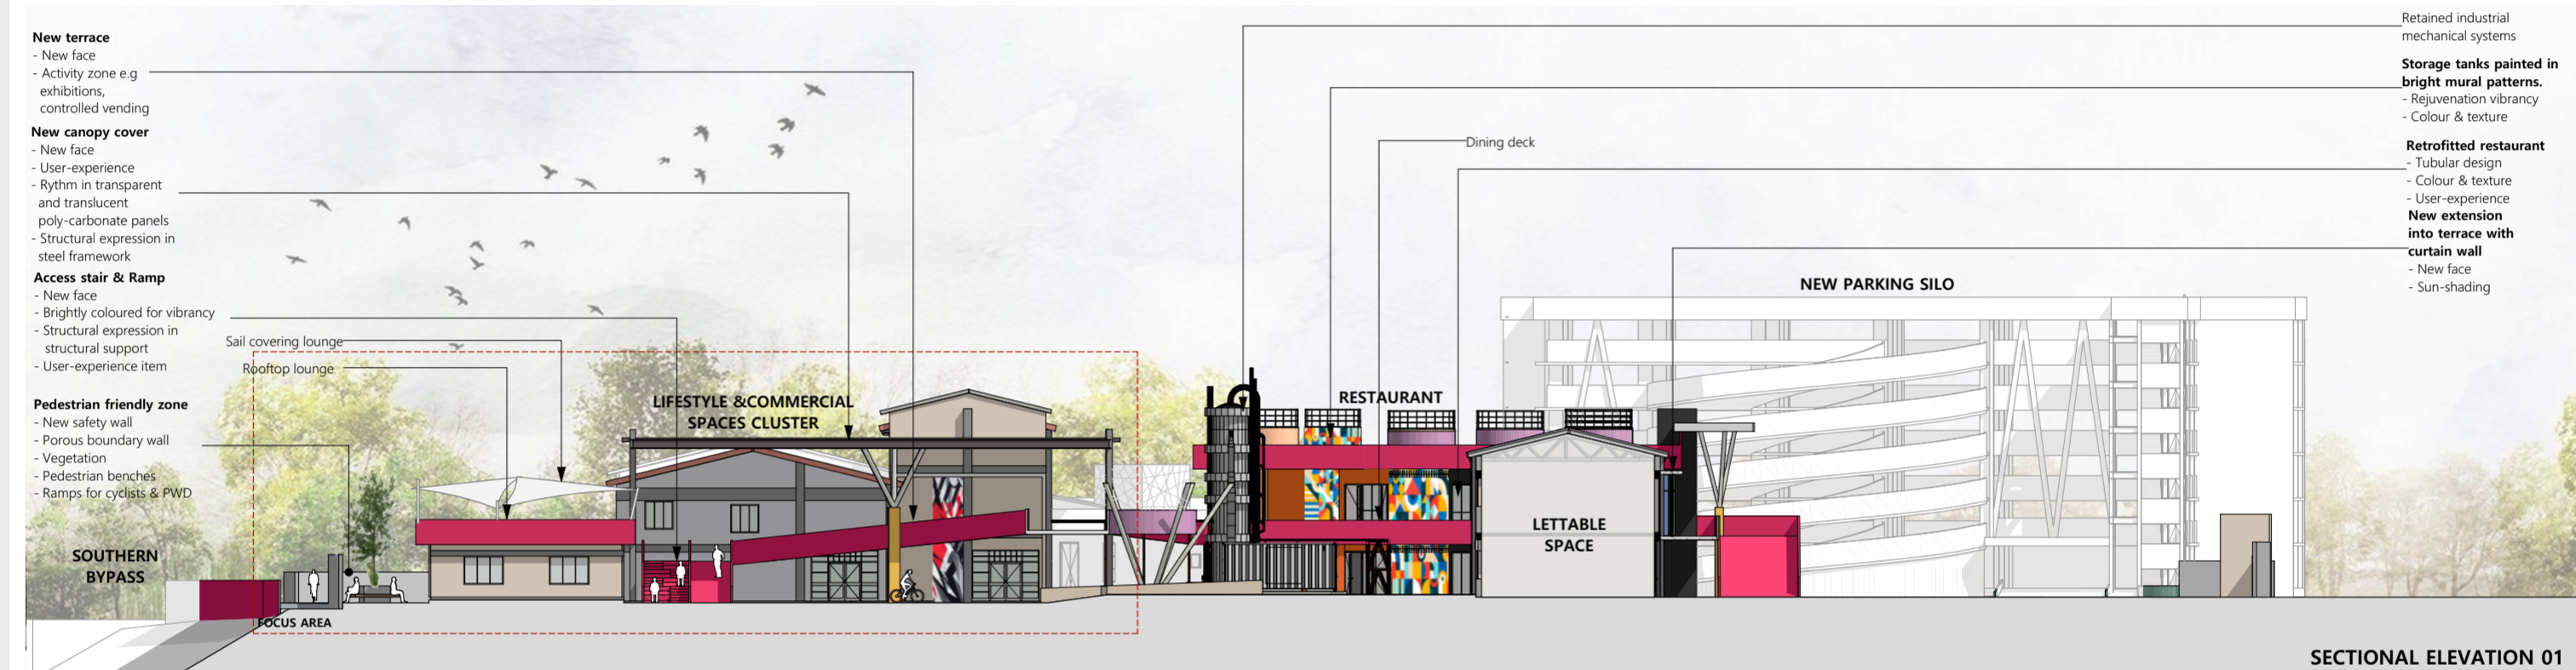 New terrace
- New face
- Activity zone e.g
exhibitions,
controlled vending
New canopy cover
- New face
- User-experience
- Rythm in transparent
and translucent
poly-carbonate panels
- Structural expression in
steel framework
Access stair & Ramp
- New face
- Brightly coloured for vibrancy
- Structural expression in
structural support
- User-experience item
Sail covering lounge
Rooftop lounge
Pedestrian friendly zone
- New safety wall
- Porous boundary wall
- Vegetation
- Pedestrian benches
- Ramps for cyclists & PWD
SOUTHERN
BYPASS
FOCUS AREA
LIFESTYLE &COMMERCIAL
SPACES CLUSTER
Dining deck
RESTAURANT
LETTABLE
SPACE
NEW PARKING SILO
Retained industrial
mechanical systems
Storage tanks painted in
bright mural patterns.
- Rejuvenation vibrancy
- Colour & texture
Retrofitted restaurant
- Tubular design
- Colour & texture
- User-experience
New extension
into terrace with
curtain wall
- New face
- Sun-shading
SECTIONAL ELEVATION 01